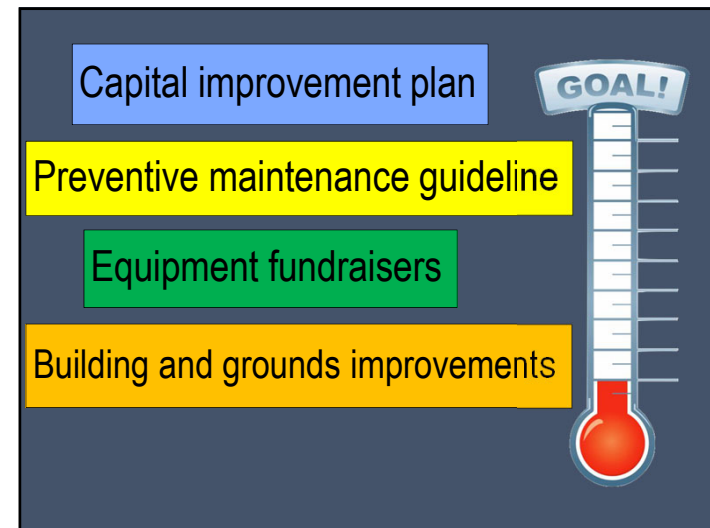 Capital improvement plan
GOAL!
Preventive maintenance guideline
Equipment fundraisers
Building and grounds improvements